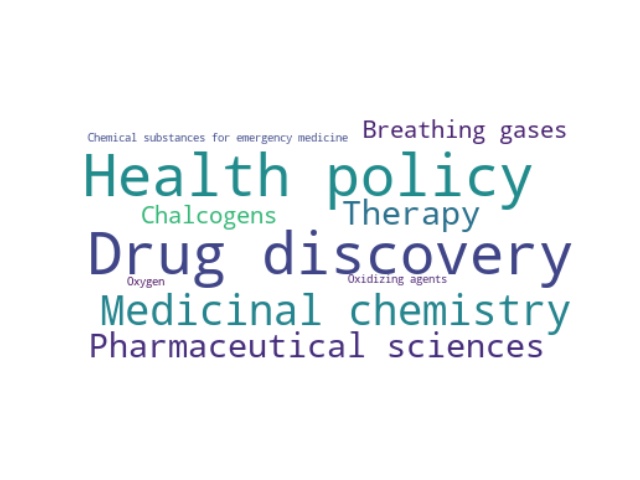 Chemical substances for emergency medicine
Breathing gases
Health policy
Chalcogens
Therapy
Drug discovery
Oxygen
Oxidizing agents
Medicinal chemistry
Pharmaceutical sciences